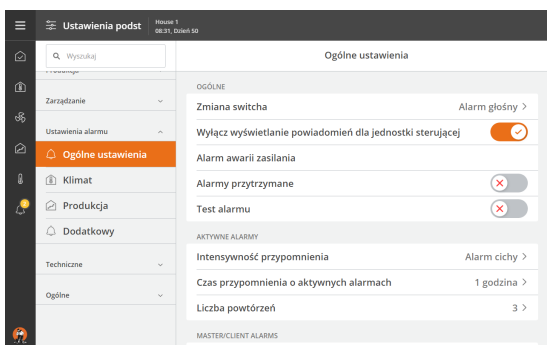 Ustawienia podst
House 1
08:31, Dzień 50
Wyszukaj
Produkcja
Zarządzanie
Ustawienia alarmu
Ogólne ustawienia
Klimat
Produkcja
Dodatkowy
Techniczne
Ogólne
Ogólne ustawienia
OGÓLNE
Zmiana switcha Alarm głośny >
Wyłącz wyświetlanie powiadomień dla jednostki sterującej
Alarm awarii zasilania
Alarmy przytrzymane
Test alarmu
AKTYWNE ALARMY
Intensywność przypomnienia Alarm cichy >
Czas przypomnienia o aktywnych alarmach 1 godzina >
Liczba powtórzeń 3 >
MASTER/CLIENT ALARMS